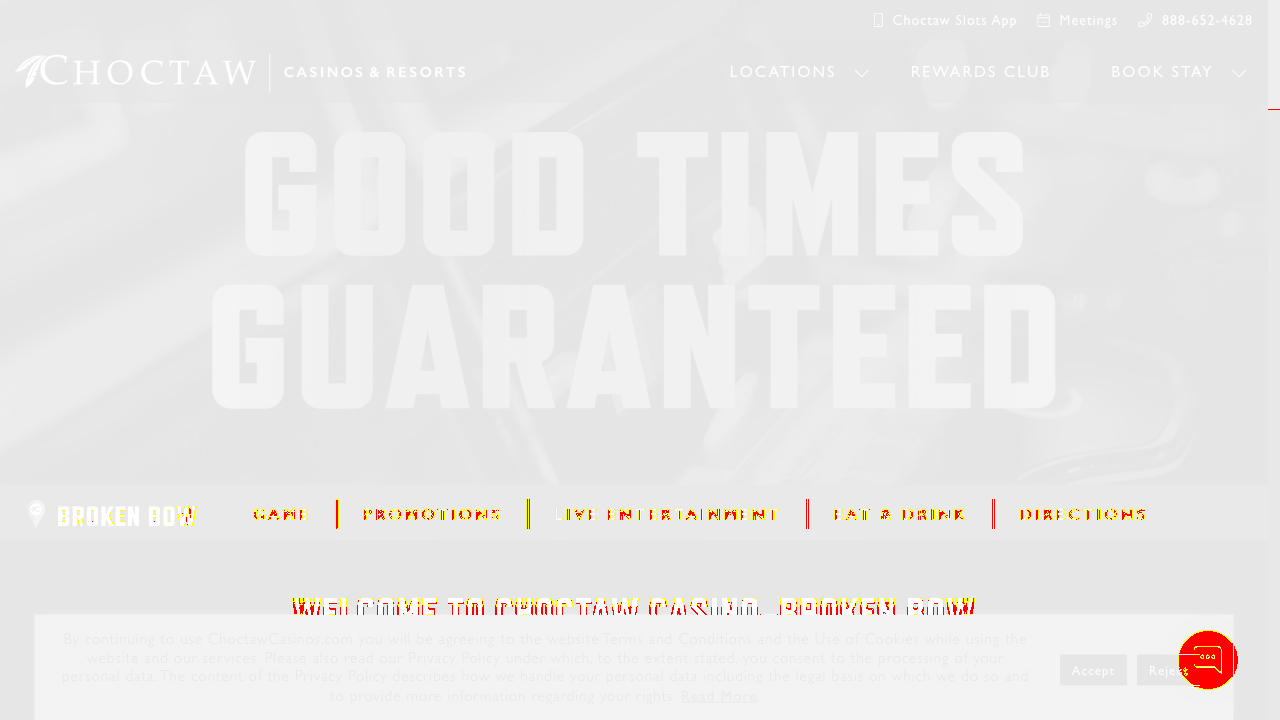 Choctaw Slots App Meetings 888-652-4628
CHOCTAW CASINOS & RESORTS LOCATIONS REWARDS CLUB BOOK STAY
GOOD TIMES
GUARANTEED
BROKEN BOW GAME PROMOTIONS LIVE ENTERTAINMENT EAT & DRINK DIRECTIONS
WELCOME TO CHOCTAW CASINO, BROKEN BOW
By continuing to use ChoctawCasinos.com you will be agreeing to the website Terms and Conditions and the Use of Cookies while using the
website and our services. Please also read our Privacy Policy under which, to the extent stated, you consent to the processing of your
personal data. The content of the Privacy Policy describes how we handle your personal data including the legal basis on which we do so and
to provide more information regarding your rights. Read More.
Accept Reject